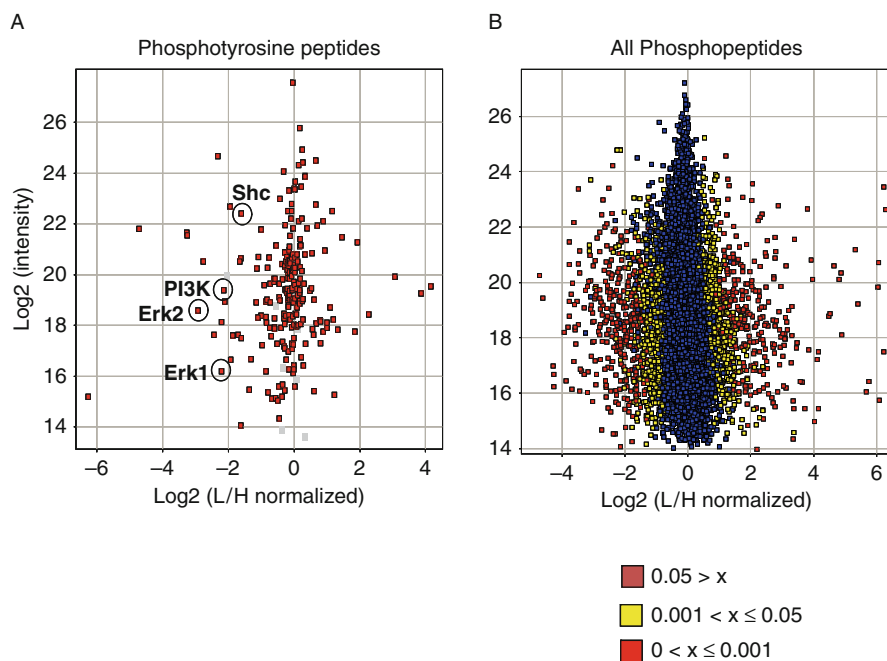 A
Phosphotyrosine peptides
Log2 (intensity)
26
24
22
20
18
16
14
Shc
PI3K
Erk2
Erk1
−6 −4 −2 0 2 4
Log2 (L/H normalized)
B
All Phosphopeptides
26
24
22
20
18
16
14
−4 −2 0 2 4 6
Log2 (L/H normalized)
0.05 > x
0.001 < x ≤ 0.05
0 < x ≤ 0.001